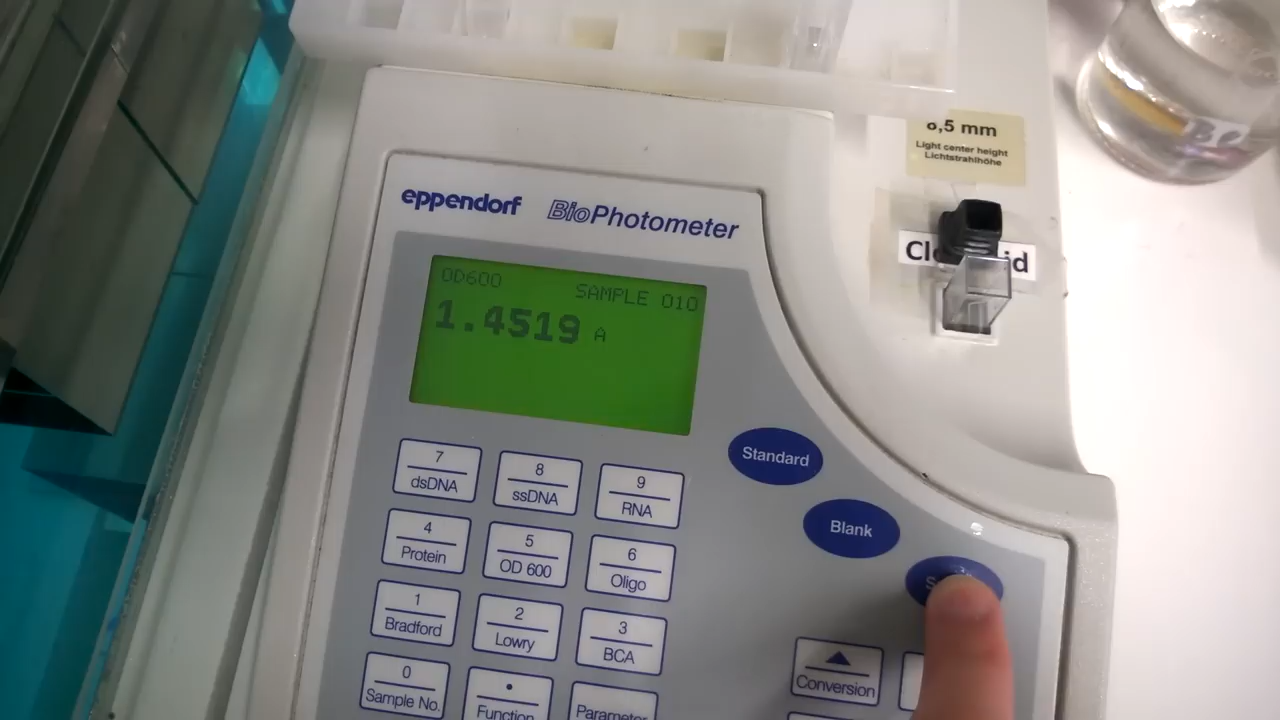 8,5 mm
Light center height
Lichtstrahlhöhe
eppendorf BioPhotometer
OD600
SAMPLE 010
1.4519 A
7
dsDNA
8
ssDNA
9
RNA
Standard
4
Protein
5
OD 600
6
Oligo
Blank
1
Bradford
2
Lowry
3
BCA
0
Sample No.
.
Function
Parameter
Conversion